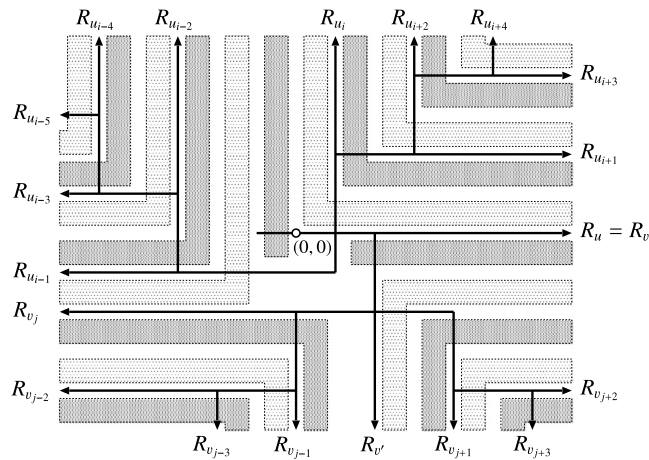 R_{u_{i−4}} R_{u_{i−2}} R_{u_i} R_{u_{i+2}} R_{u_{i+4}}
R_{u_{i+3}}
R_{u_{i−5}}
R_{u_{i+1}}
R_{u_{i−3}}
R_u = R_v
(0, 0)
R_{u_{i−1}}
R_{v_j}
R_{v_{j−2}} R_{v_{j+2}}
R_{v_{j−3}} R_{v_{j−1}} R_{v′} R_{v_{j+1}} R_{v_{j+3}}